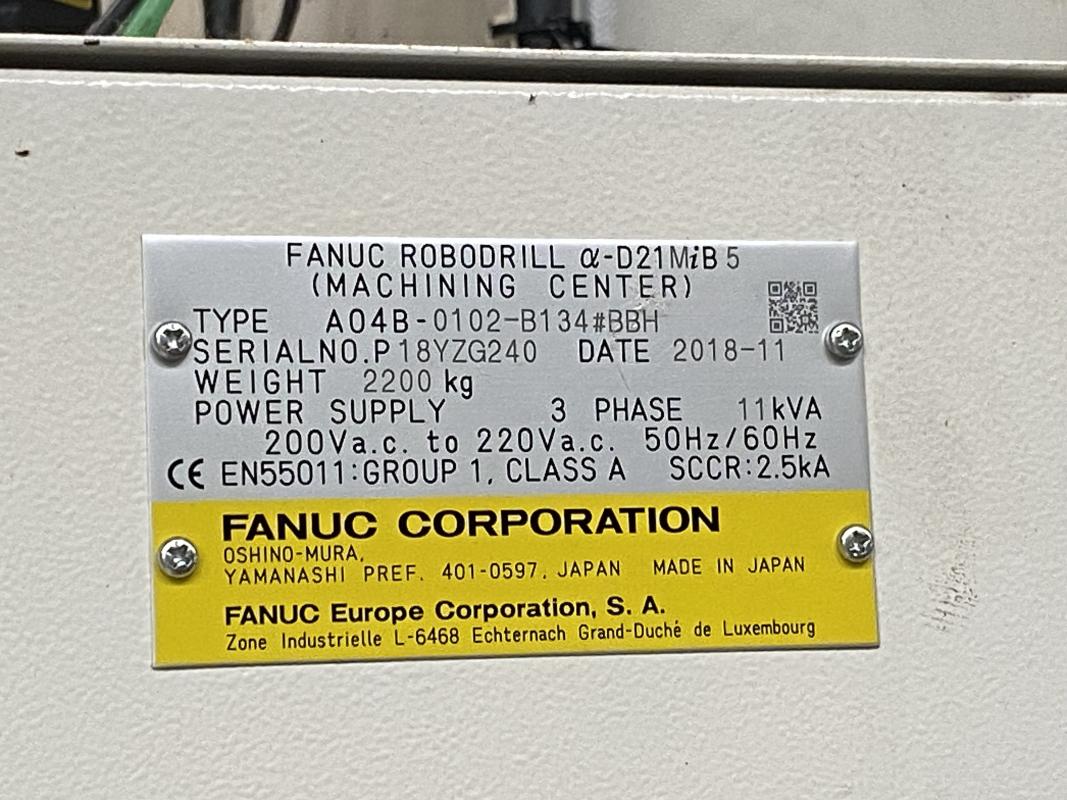 FANUC ROBODRILL α-D21MiB5
(MACHINING CENTER)
TYPE A04B-0102-B134#BBH
SERIALNO.P18YZG240 DATE 2018-11
WEIGHT 2200 kg
POWER SUPPLY 3 PHASE 11kVA
200Va.c. to 220Va.c. 50Hz/60Hz
CE EN55011:GROUP 1, CLASS A SCCR:2.5kA
FANUC CORPORATION
OSHINO-MURA,
YAMANASHI PREF. 401-0597, JAPAN MADE IN JAPAN
FANUC Europe Corporation, S. A.
Zone Industrielle L-6468 Echternach Grand-Duché de Luxembourg